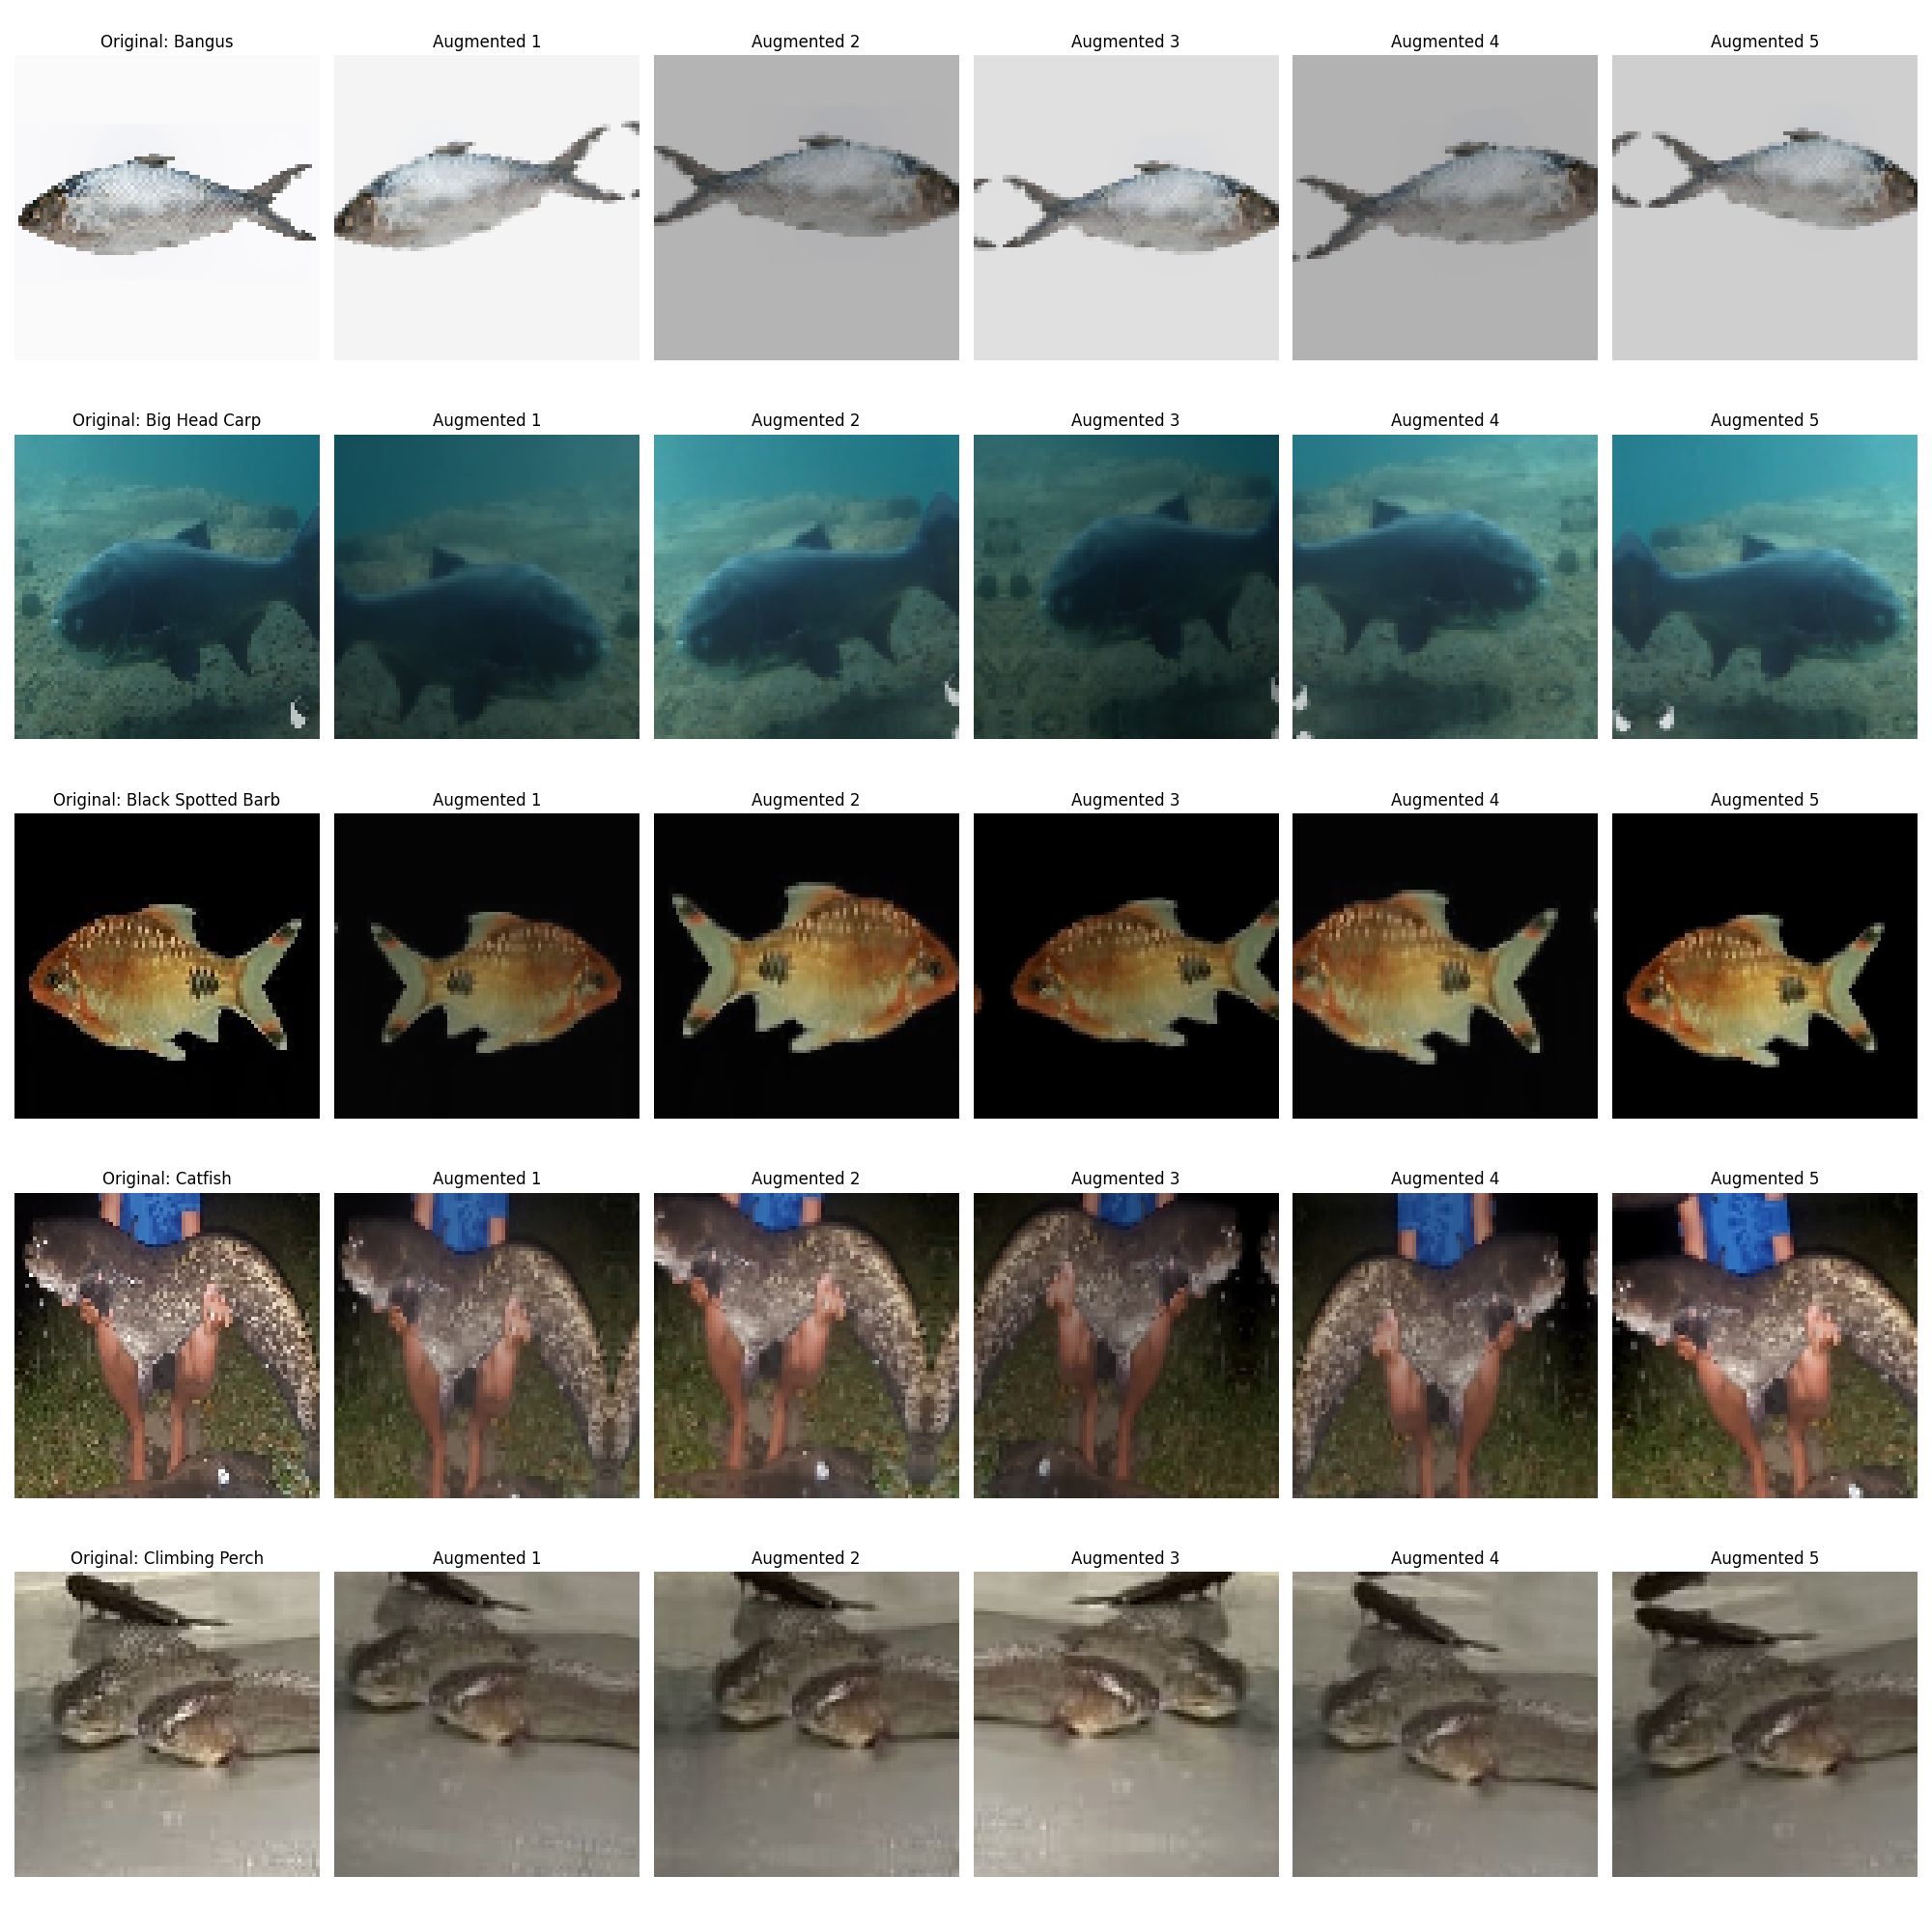 Original: Bangus Augmented 1 Augmented 2 Augmented 3 Augmented 4 Augmented 5
Original: Big Head Carp Augmented 1 Augmented 2 Augmented 3 Augmented 4 Augmented 5
Original: Black Spotted Barb Augmented 1 Augmented 2 Augmented 3 Augmented 4 Augmented 5
Original: Catfish Augmented 1 Augmented 2 Augmented 3 Augmented 4 Augmented 5
Original: Climbing Perch Augmented 1 Augmented 2 Augmented 3 Augmented 4 Augmented 5